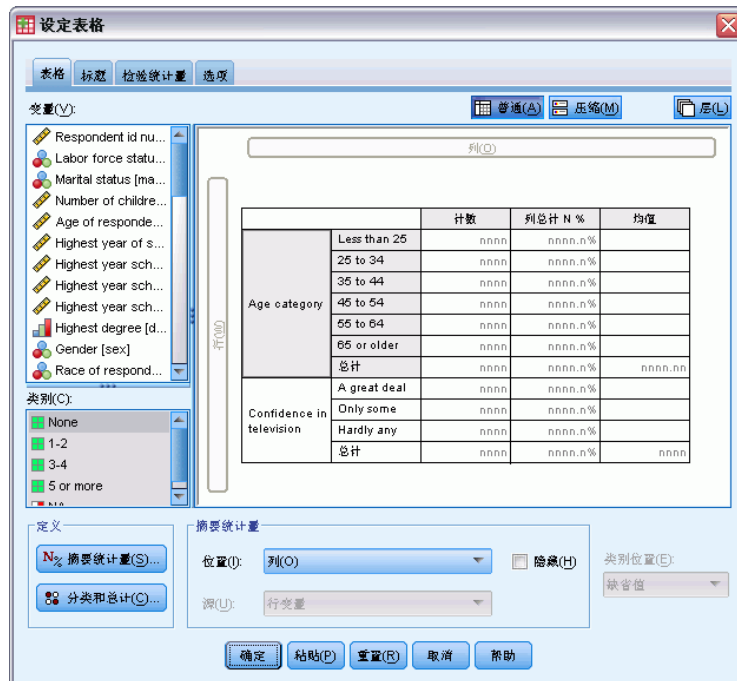 设定表格
表格 标题 检验统计量 选项
变量(V):
普通(A) 压缩(M) 层(L)
Respondent id nu...
Labor force statu...
Marital status [ma...
Number of childre...
Age of responde...
Highest year of s...
Highest year sch...
Highest year sch...
Highest year sch...
Highest degree [d...
Gender [sex]
Race of respond...
类别(C):
None
1-2
3-4
5 or more
列(O)
行(W)
计数 列总计 N % 均值
Age category
Less than 25 nnnn nnnn.n%
25 to 34 nnnn nnnn.n%
35 to 44 nnnn nnnn.n%
45 to 54 nnnn nnnn.n%
55 to 64 nnnn nnnn.n%
65 or older nnnn nnnn.n%
总计 nnnn nnnn.n% nnnn.nn
Confidence in
television
A great deal nnnn nnnn.n%
Only some nnnn nnnn.n%
Hardly any nnnn nnnn.n%
总计 nnnn nnnn.n% nnnn
定义
N% 摘要统计量(S)...
分类和总计(C)...
摘要统计量
位置(I): 列(O) 隐藏(H)
源(U): 行变量
类别位置(E):
缺省值
确定 粘贴(P) 重置(R) 取消 帮助